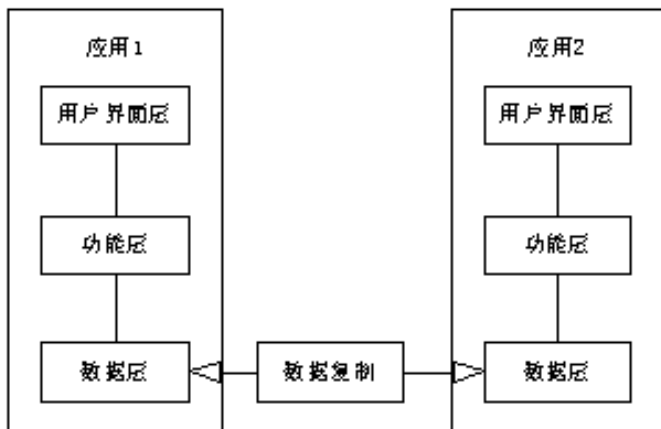 应用1
用户界面层
功能层
数据层
数据复制
应用2
用户界面层
功能层
数据层